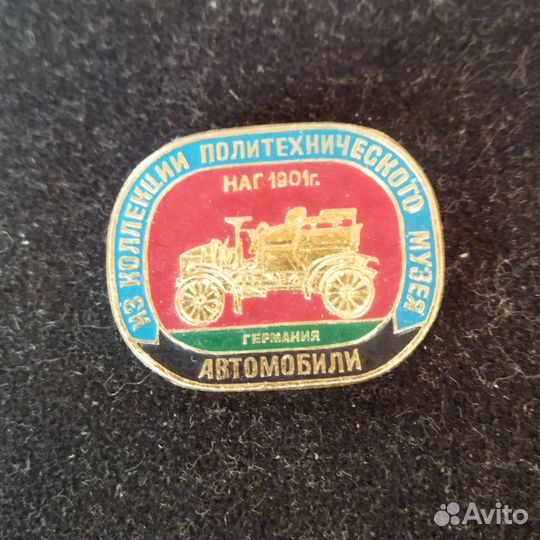 ИЗ КОЛЛЕКЦИИ ПОЛИТЕХНИЧЕСКОГО МУЗЕЯ
НАГ 1901г.
ГЕРМАНИЯ
АВТОМОБИЛИ
Avito